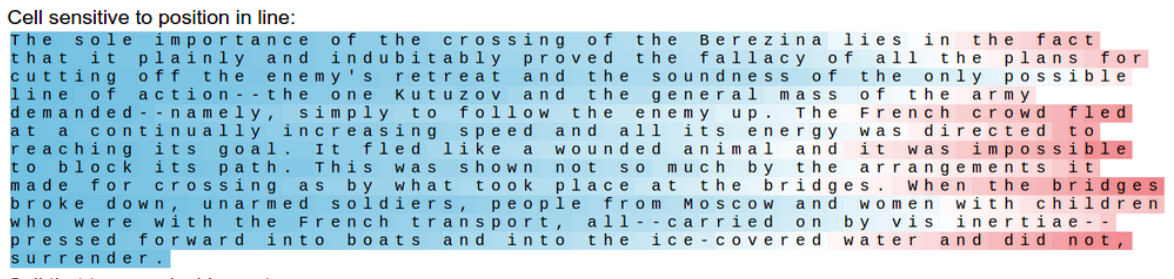 Cell sensitive to position in line:
The sole importance of the crossing of the Berezina lies in the fact
that it plainly and indubitably proved the fallacy of all the plans for
cutting off the enemy's retreat and the soundness of the only possible
line of action--the one Kutuzov and the general mass of the army
demanded--namely, simply to follow the enemy up. The French crowd fled
at a continually increasing speed and all its energy was directed to
reaching its goal. It fled like a wounded animal and it was impossible
to block its path. This was shown not so much by the arrangements it
made for crossing as by what took place at the bridges. When the bridges
broke down, unarmed soldiers, people from Moscow and women with children
who were with the French transport, all--carried on by vis inertiae--
pressed forward into boats and into the ice-covered water and did not,
surrender.